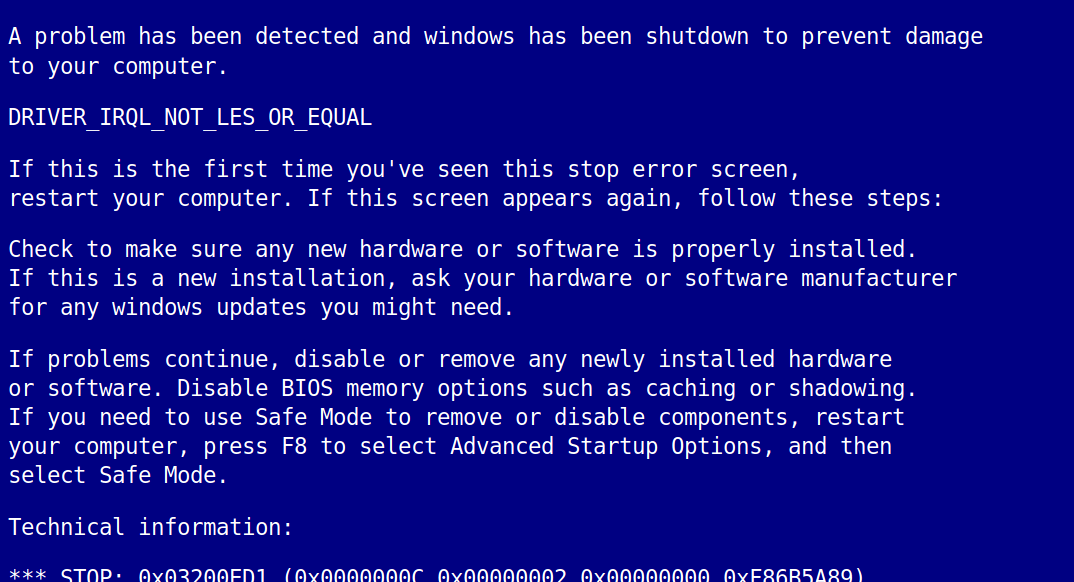 A problem has been detected and windows has been shutdown to prevent damage
to your computer.
DRIVER_IRQL_NOT_LES_OR_EQUAL
If this is the first time you've seen this stop error screen,
restart your computer. If this screen appears again, follow these steps:
Check to make sure any new hardware or software is properly installed.
If this is a new installation, ask your hardware or software manufacturer
for any windows updates you might need.
If problems continue, disable or remove any newly installed hardware
or software. Disable BIOS memory options such as caching or shadowing.
If you need to use Safe Mode to remove or disable components, restart
your computer, press F8 to select Advanced Startup Options, and then
select Safe Mode.
Technical information:
*** STOP: 0x03200ED1 (0x0000000C,0x00000002,0x00000000,0xF86B5A89)